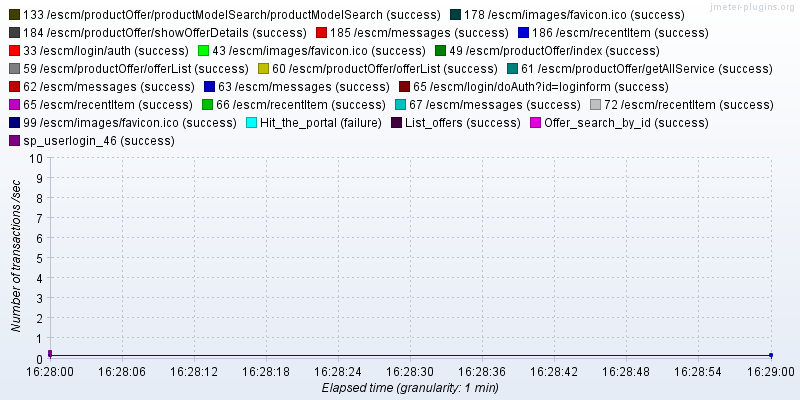 jmeter-plugins.org
133 /escm/productOffer/productModelSearch/productModelSearch (success) 178 /escm/images/favicon.ico (success)
184 /escm/productOffer/showOfferDetails (success) 185 /escm/messages (success) 186 /escm/recentItem (success)
33 /escm/login/auth (success) 43 /escm/images/favicon.ico (success) 49 /escm/productOffer/index (success)
59 /escm/productOffer/offerList (success) 60 /escm/productOffer/offerList (success) 61 /escm/productOffer/getAllService (success)
62 /escm/messages (success) 63 /escm/messages (success) 65 /escm/login/doAuth?id=loginform (success)
65 /escm/recentItem (success) 66 /escm/recentItem (success) 67 /escm/messages (success) 72 /escm/recentItem (success)
99 /escm/images/favicon.ico (success) Hit_the_portal (failure) List_offers (success) Offer_search_by_id (success)
sp_userlogin_46 (success)
Number of transactions /sec
10
9
8
7
6
5
4
3
2
1
0
16:28:00 16:28:06 16:28:12 16:28:18 16:28:24 16:28:30 16:28:36 16:28:42 16:28:48 16:28:54 16:29:00
Elapsed time (granularity: 1 min)